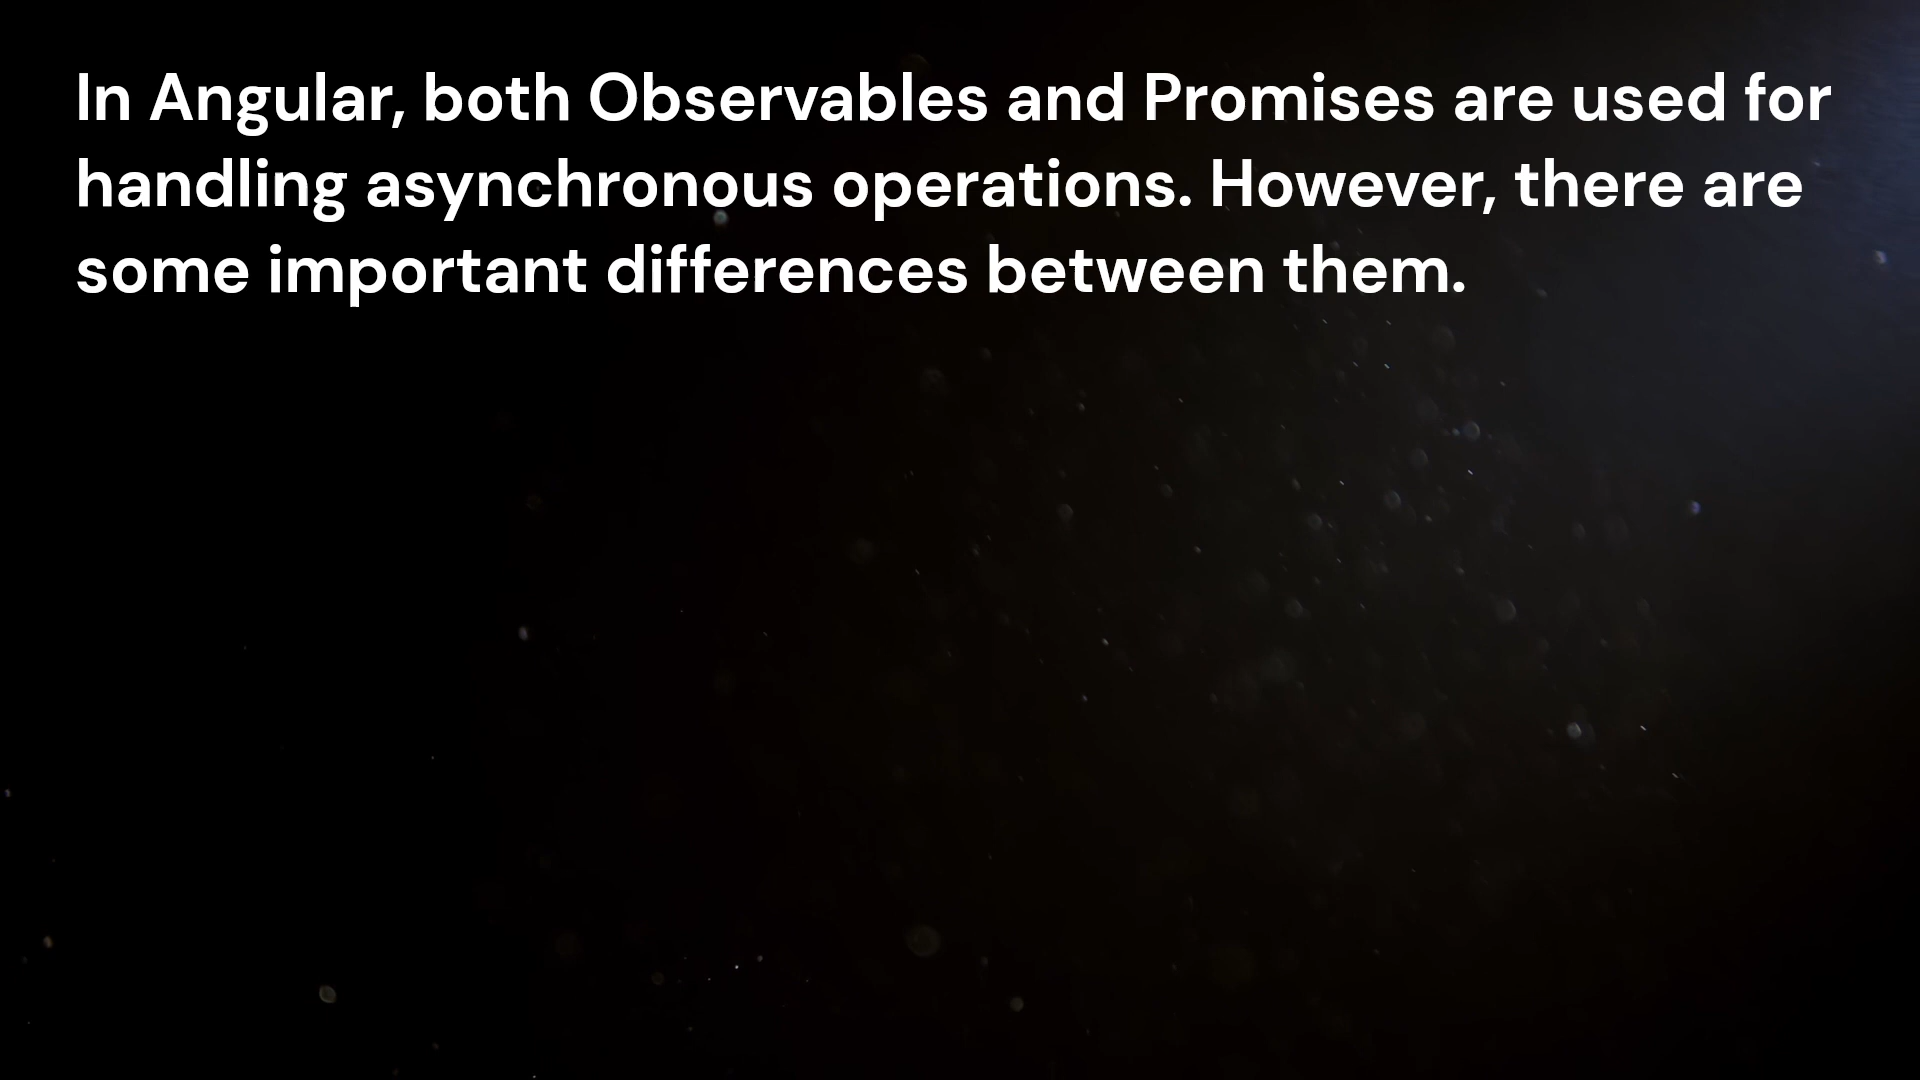 In Angular, both Observables and Promises are used for
handling asynchronous operations. However, there are
some important differences between them.